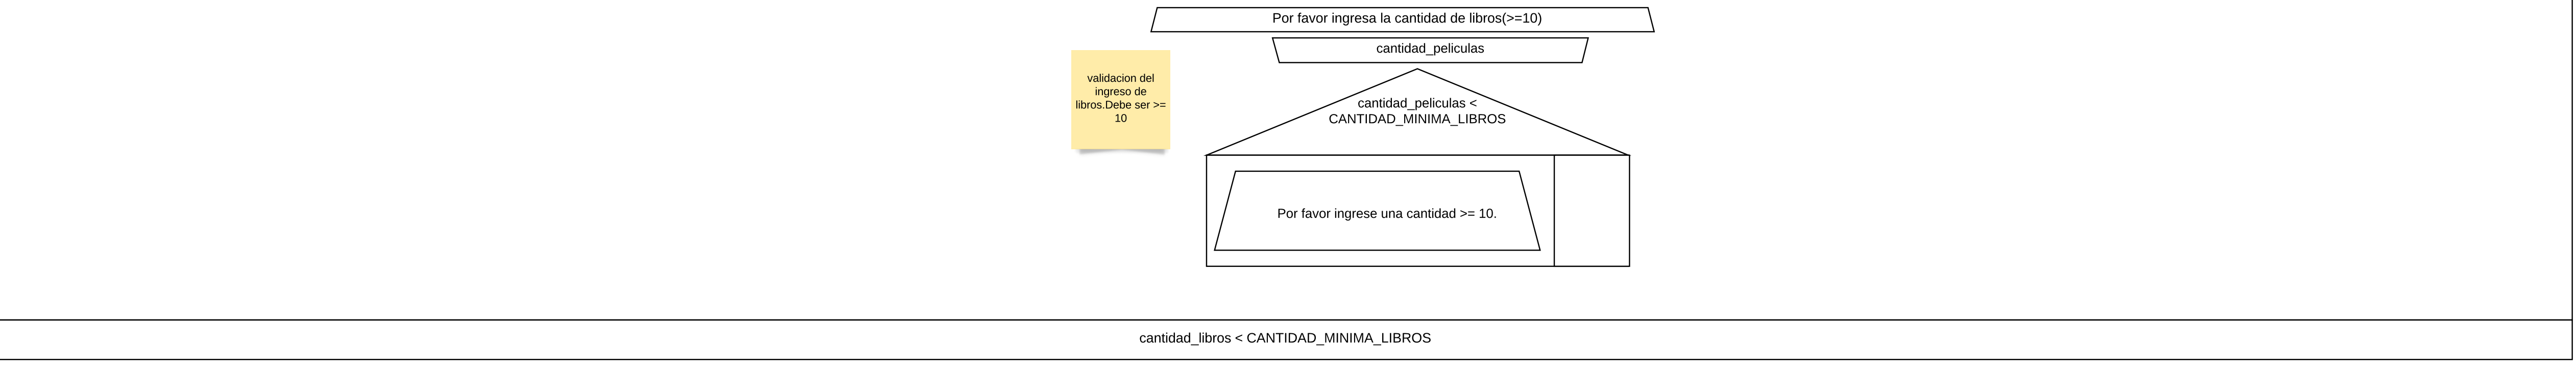 Por favor ingresa la cantidad de libros(>=10)
cantidad_peliculas
validacion del
ingreso de
libros.Debe ser >=
10
cantidad_peliculas <
CANTIDAD_MINIMA_LIBROS
Por favor ingrese una cantidad >= 10.
cantidad_libros < CANTIDAD_MINIMA_LIBROS